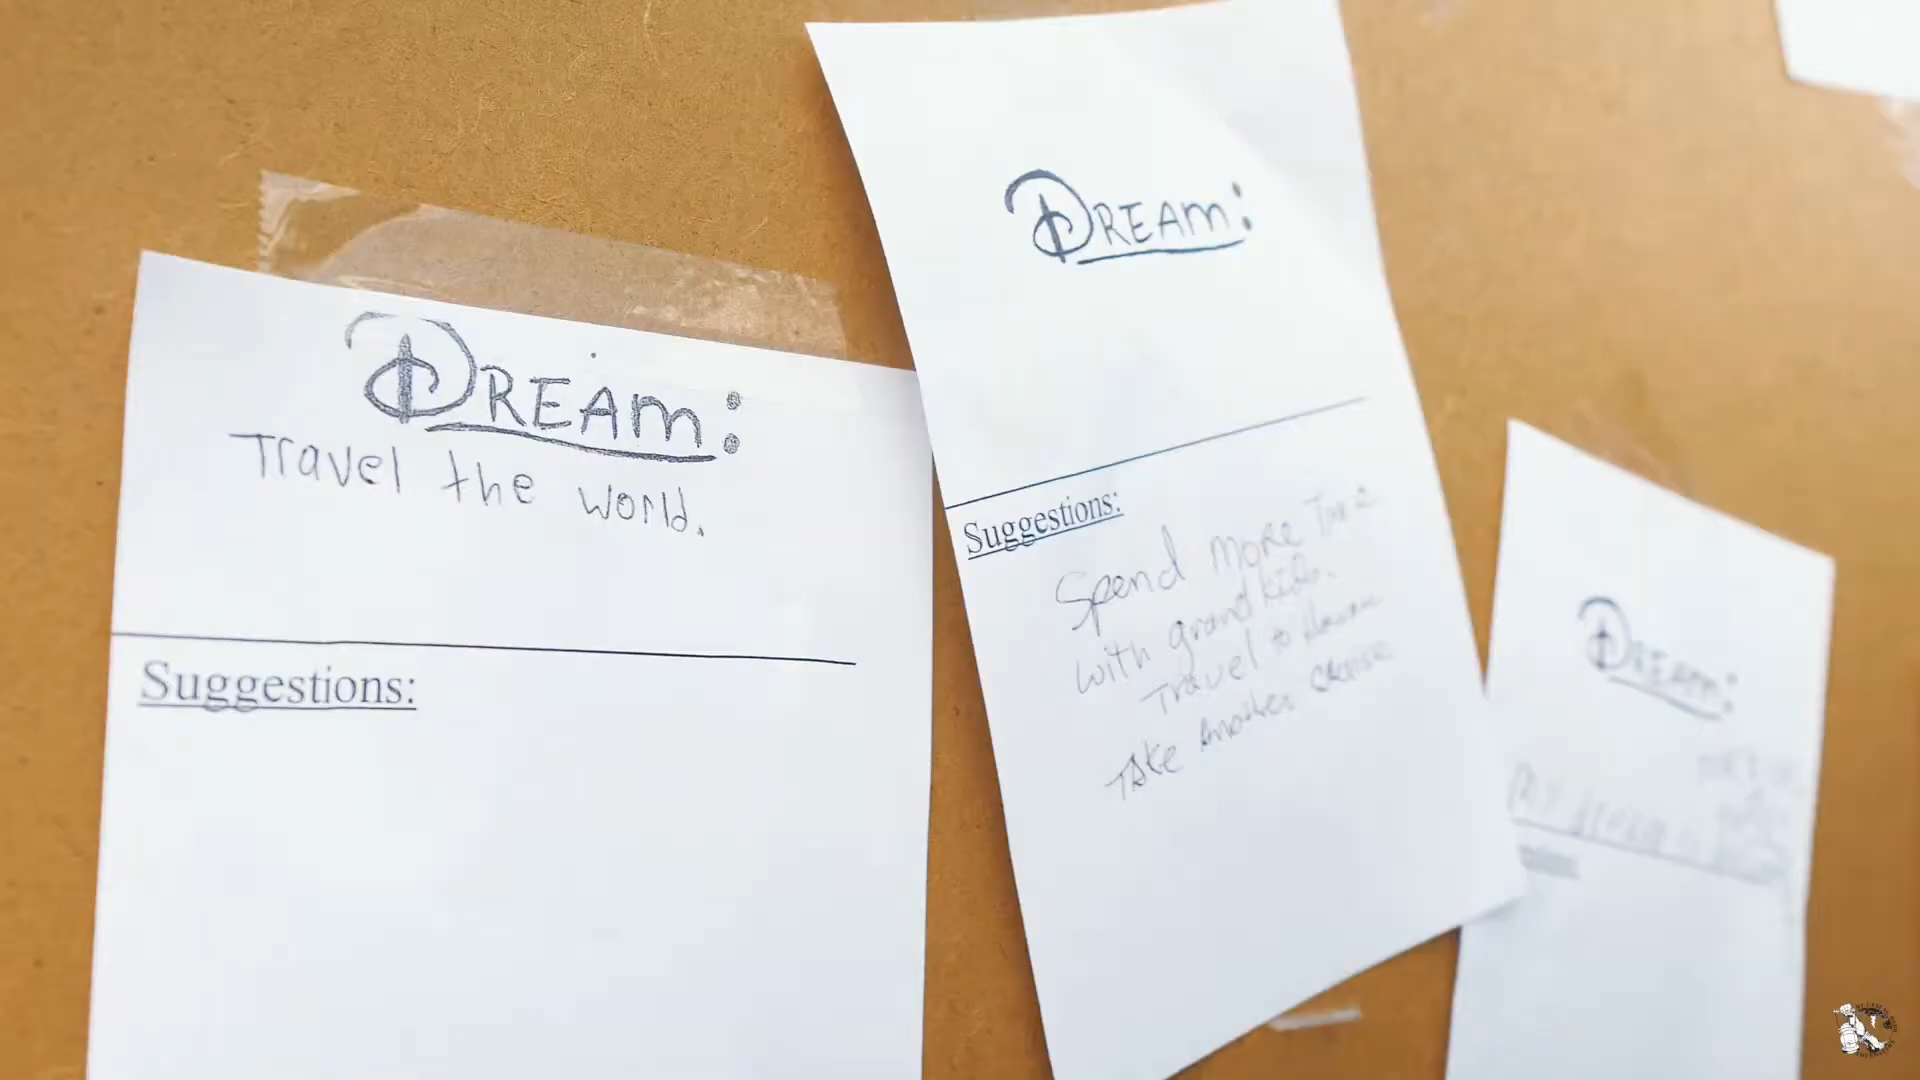 DREAM:
Travel the world.
Suggestions:
DREAM:
Suggestions:
Spend More Time
with grand kids.
Travel to Hawaii
TAke Another cruise
DREAM: